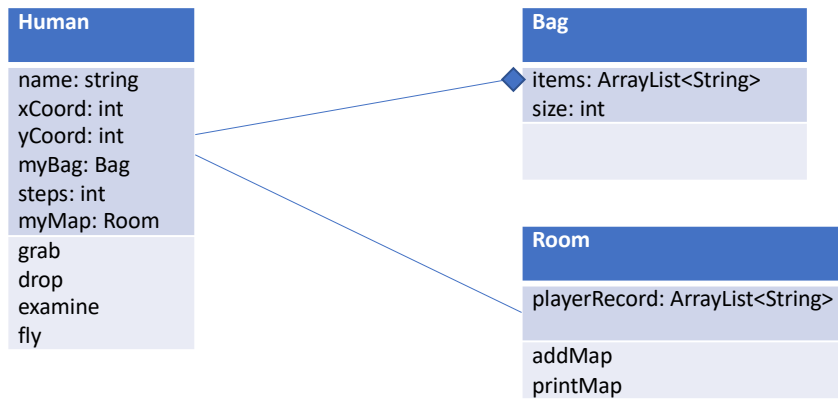 Human
name: string
xCoord: int
yCoord: int
myBag: Bag
steps: int
myMap: Room
grab
drop
examine
fly
Bag
items: ArrayList<String>
size: int
Room
playerRecord: ArrayList<String>
addMap
printMap